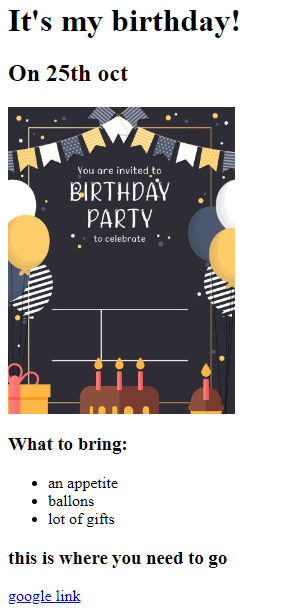 It's my birthday!
On 25th oct
You are invited to
BIRTHDAY
PARTY
to celebrate
What to bring:
an appetite
ballons
lot of gifts
this is where you need to go
google link